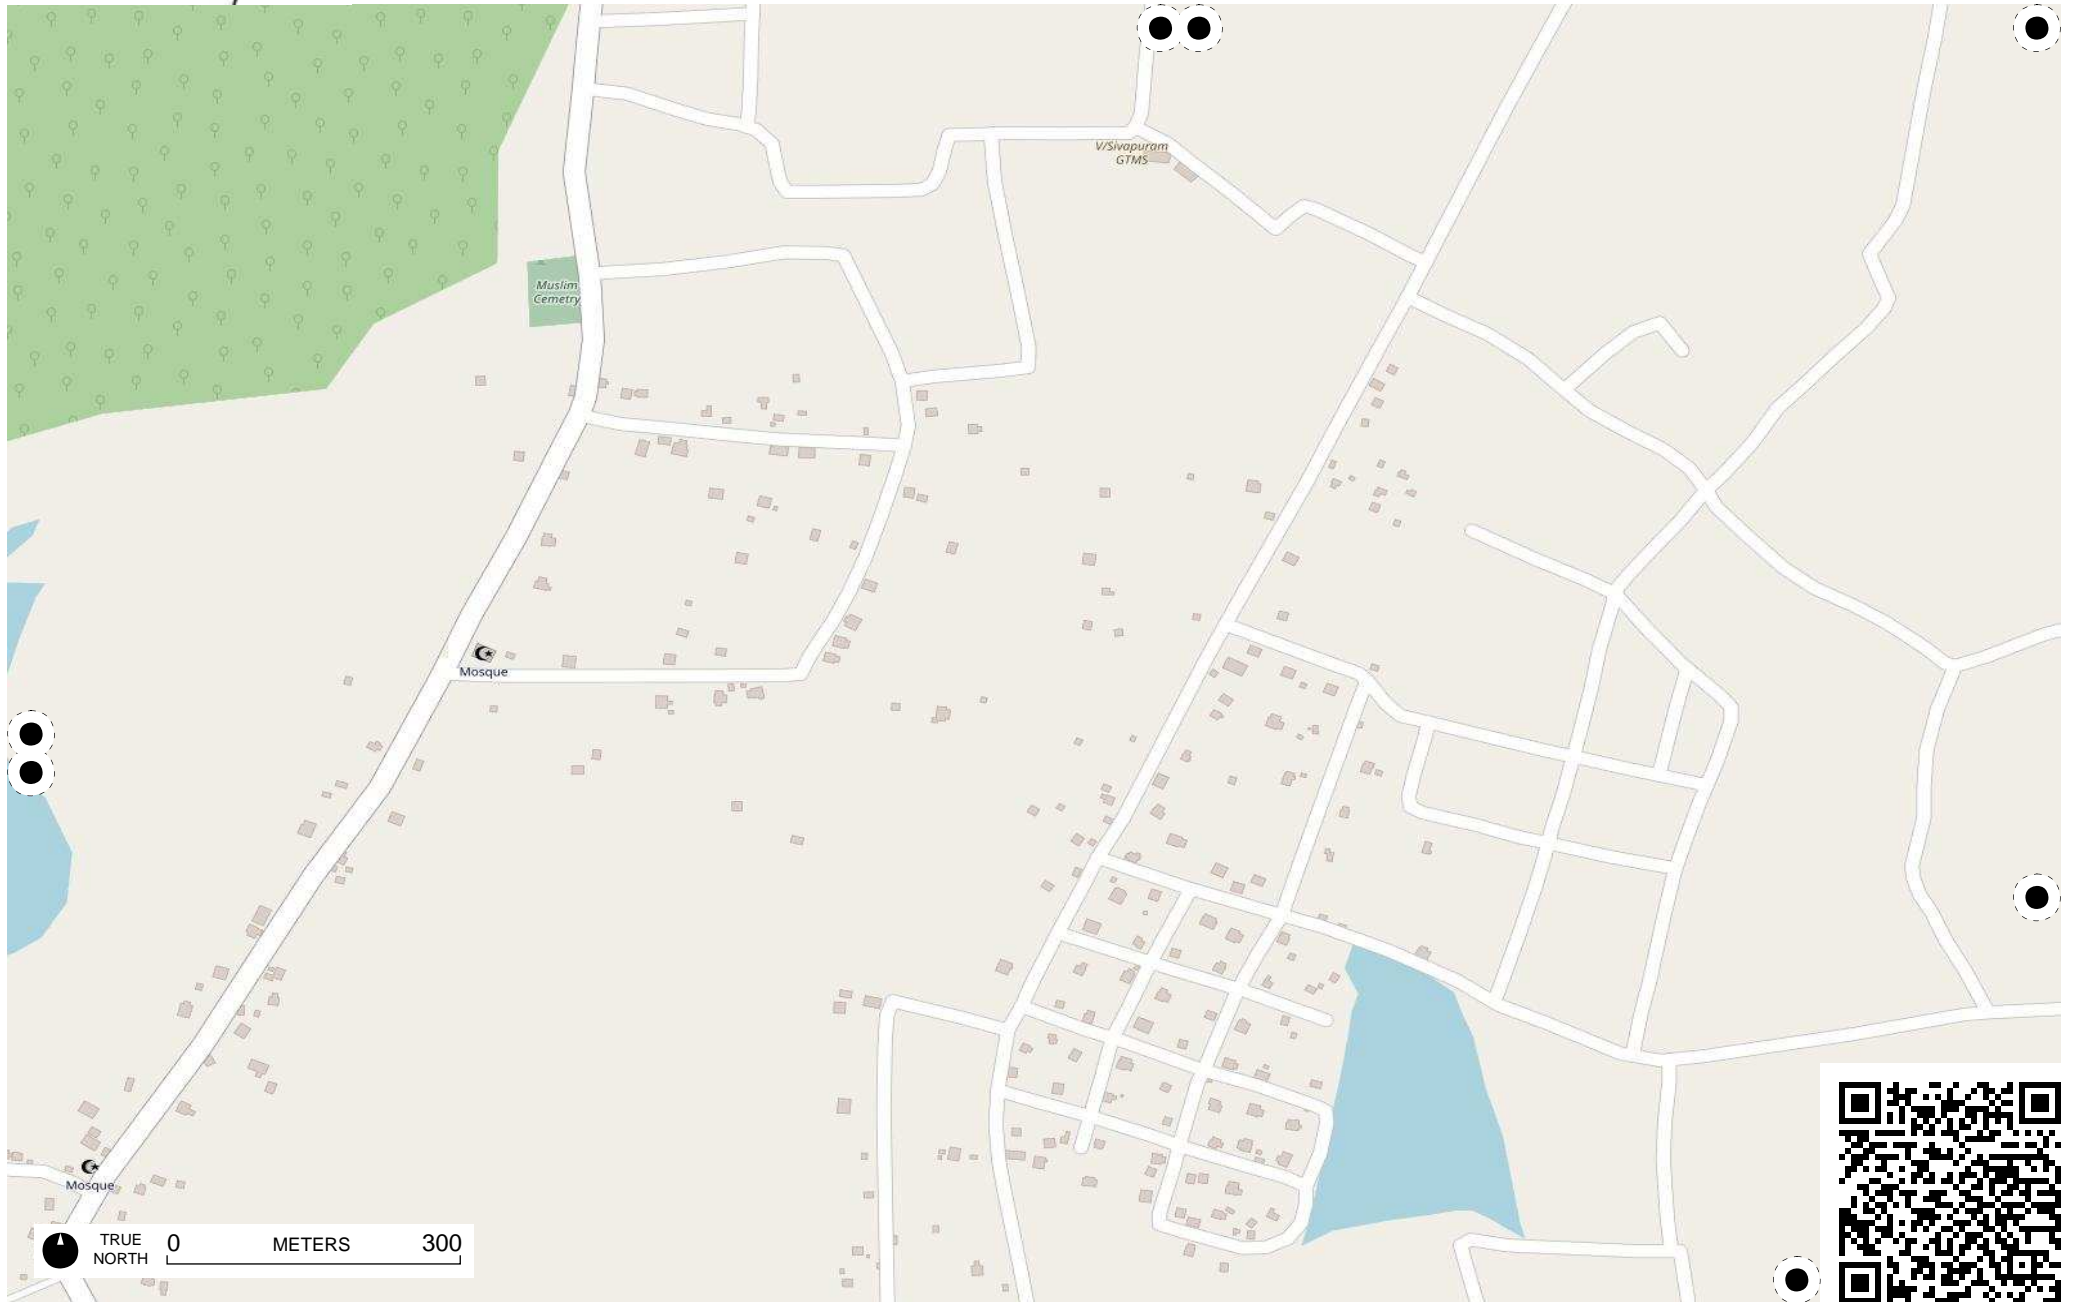 V/Sivapuram
GTMS
Muslim
Cemetry
Mosque
Mosque
TRUE
NORTH
0 METERS 300